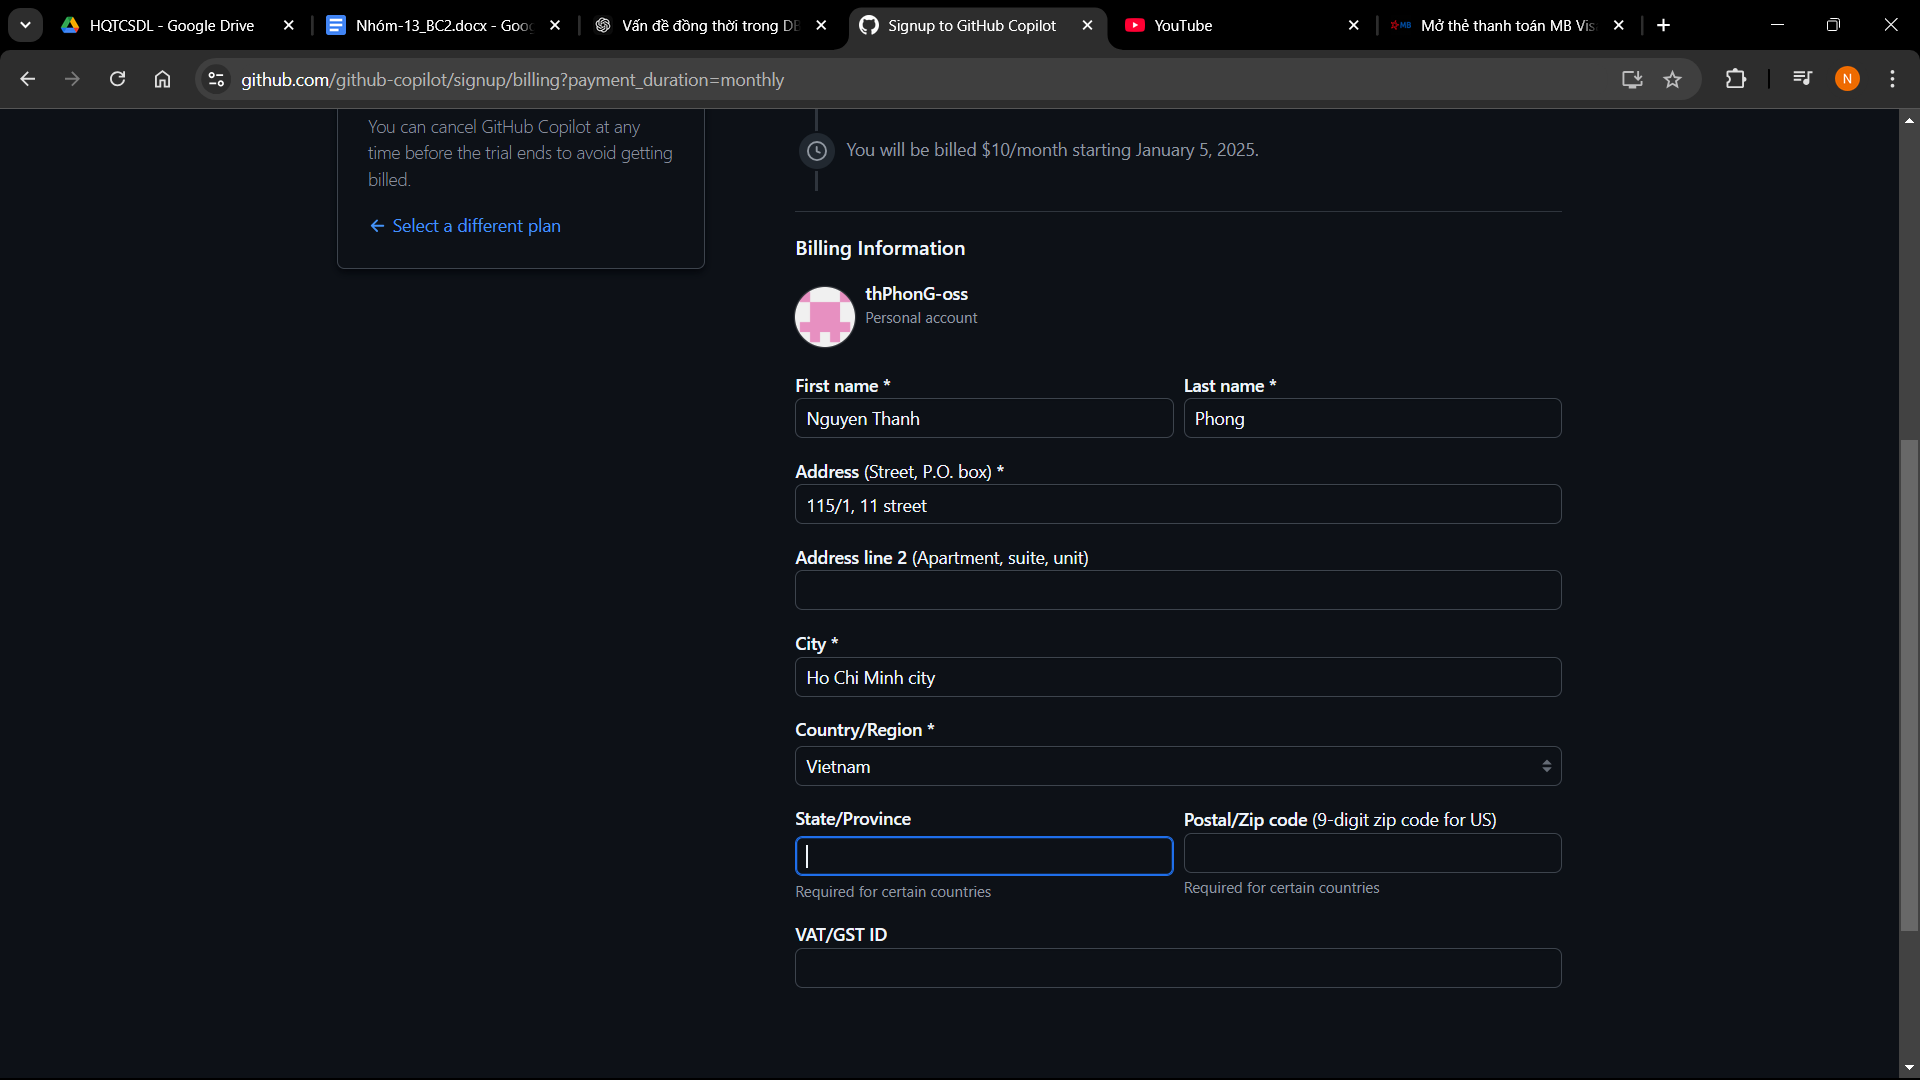 HQTCSDL - Google Drive
Nhóm-13_BC2.docx - Goo
Vấn đề đồng thời trong DB
Signup to GitHub Copilot
YouTube
MB
Mở thẻ thanh toán MB Vis
github.com/github-copilot/signup/billing?payment_duration=monthly
N
You can cancel GitHub Copilot at any
time before the trial ends to avoid getting
billed.
← Select a different plan
You will be billed $10/month starting January 5, 2025.
Billing Information
thPhonG-oss
Personal account
First name *
Last name *
Nguyen Thanh
Phong
Address (Street, P.O. box) *
115/1, 11 street
Address line 2 (Apartment, suite, unit)
City *
Ho Chi Minh city
Country/Region *
Vietnam
State/Province
Postal/Zip code (9-digit zip code for US)
Required for certain countries
Required for certain countries
VAT/GST ID